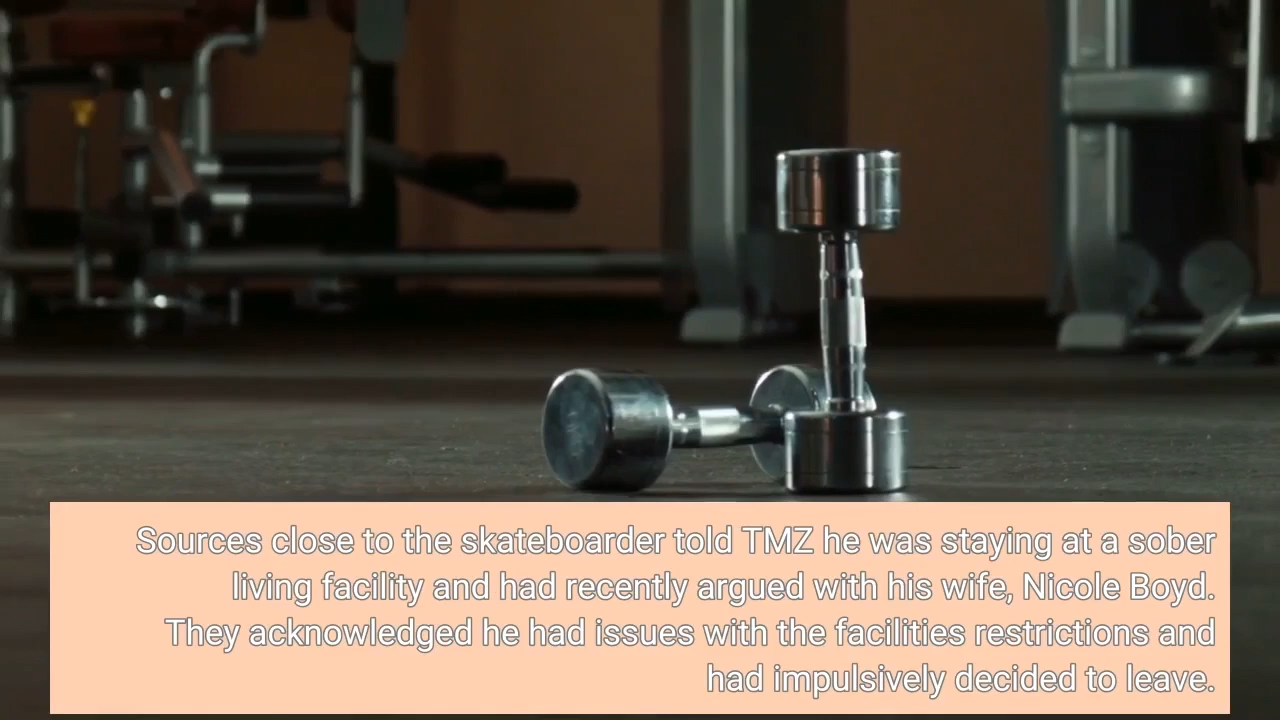 Sources close to the skateboarder told TMZ he was staying at a sober
living facility and had recently argued with his wife, Nicole Boyd.
They acknowledged he had issues with the facilities restrictions and
had impulsively decided to leave.